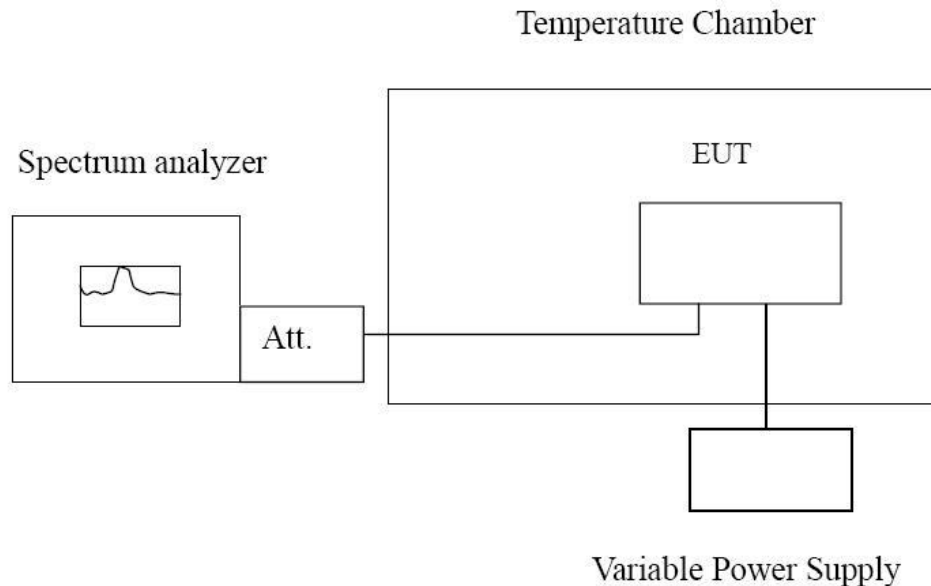 Temperature Chamber
Spectrum analyzer
EUT
Att.
Variable Power Supply